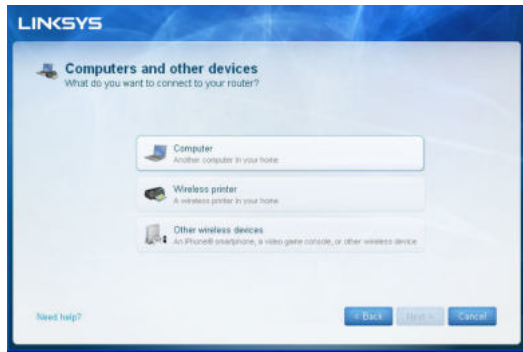 LINKSYS
Computers and other devices
What do you want to connect to your router?
Computer
Another computer in your home
Wireless printer
A wireless printer in your home
Other wireless devices
An iPhone® smartphone, a video game console, or other wireless device
Need help?
< Back
Next >
Cancel